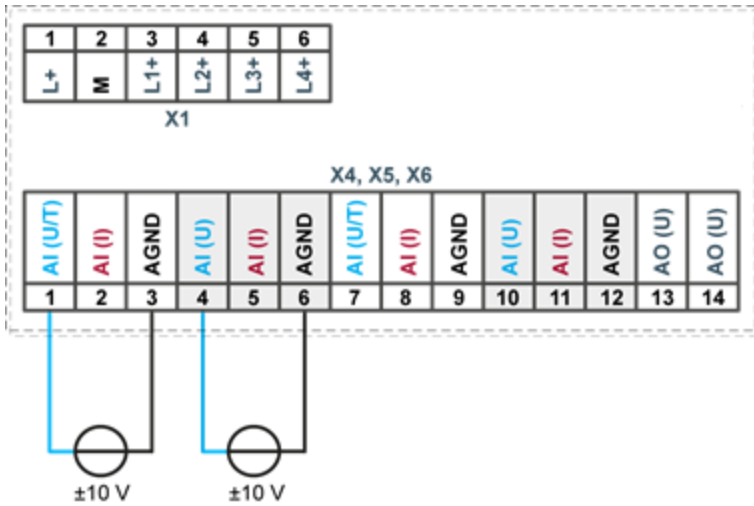 1 2 3 4 5 6
L+ M L1+ L2+ L3+ L4+
X1
X4, X5, X6
AI (U/T) AI (I) AGND AI (U) AI (I) AGND AI (U/T) AI (I) AGND AI (U) AI (I) AGND AO (U) AO (U)
1 2 3 4 5 6 7 8 9 10 11 12 13 14
±10 V ±10 V